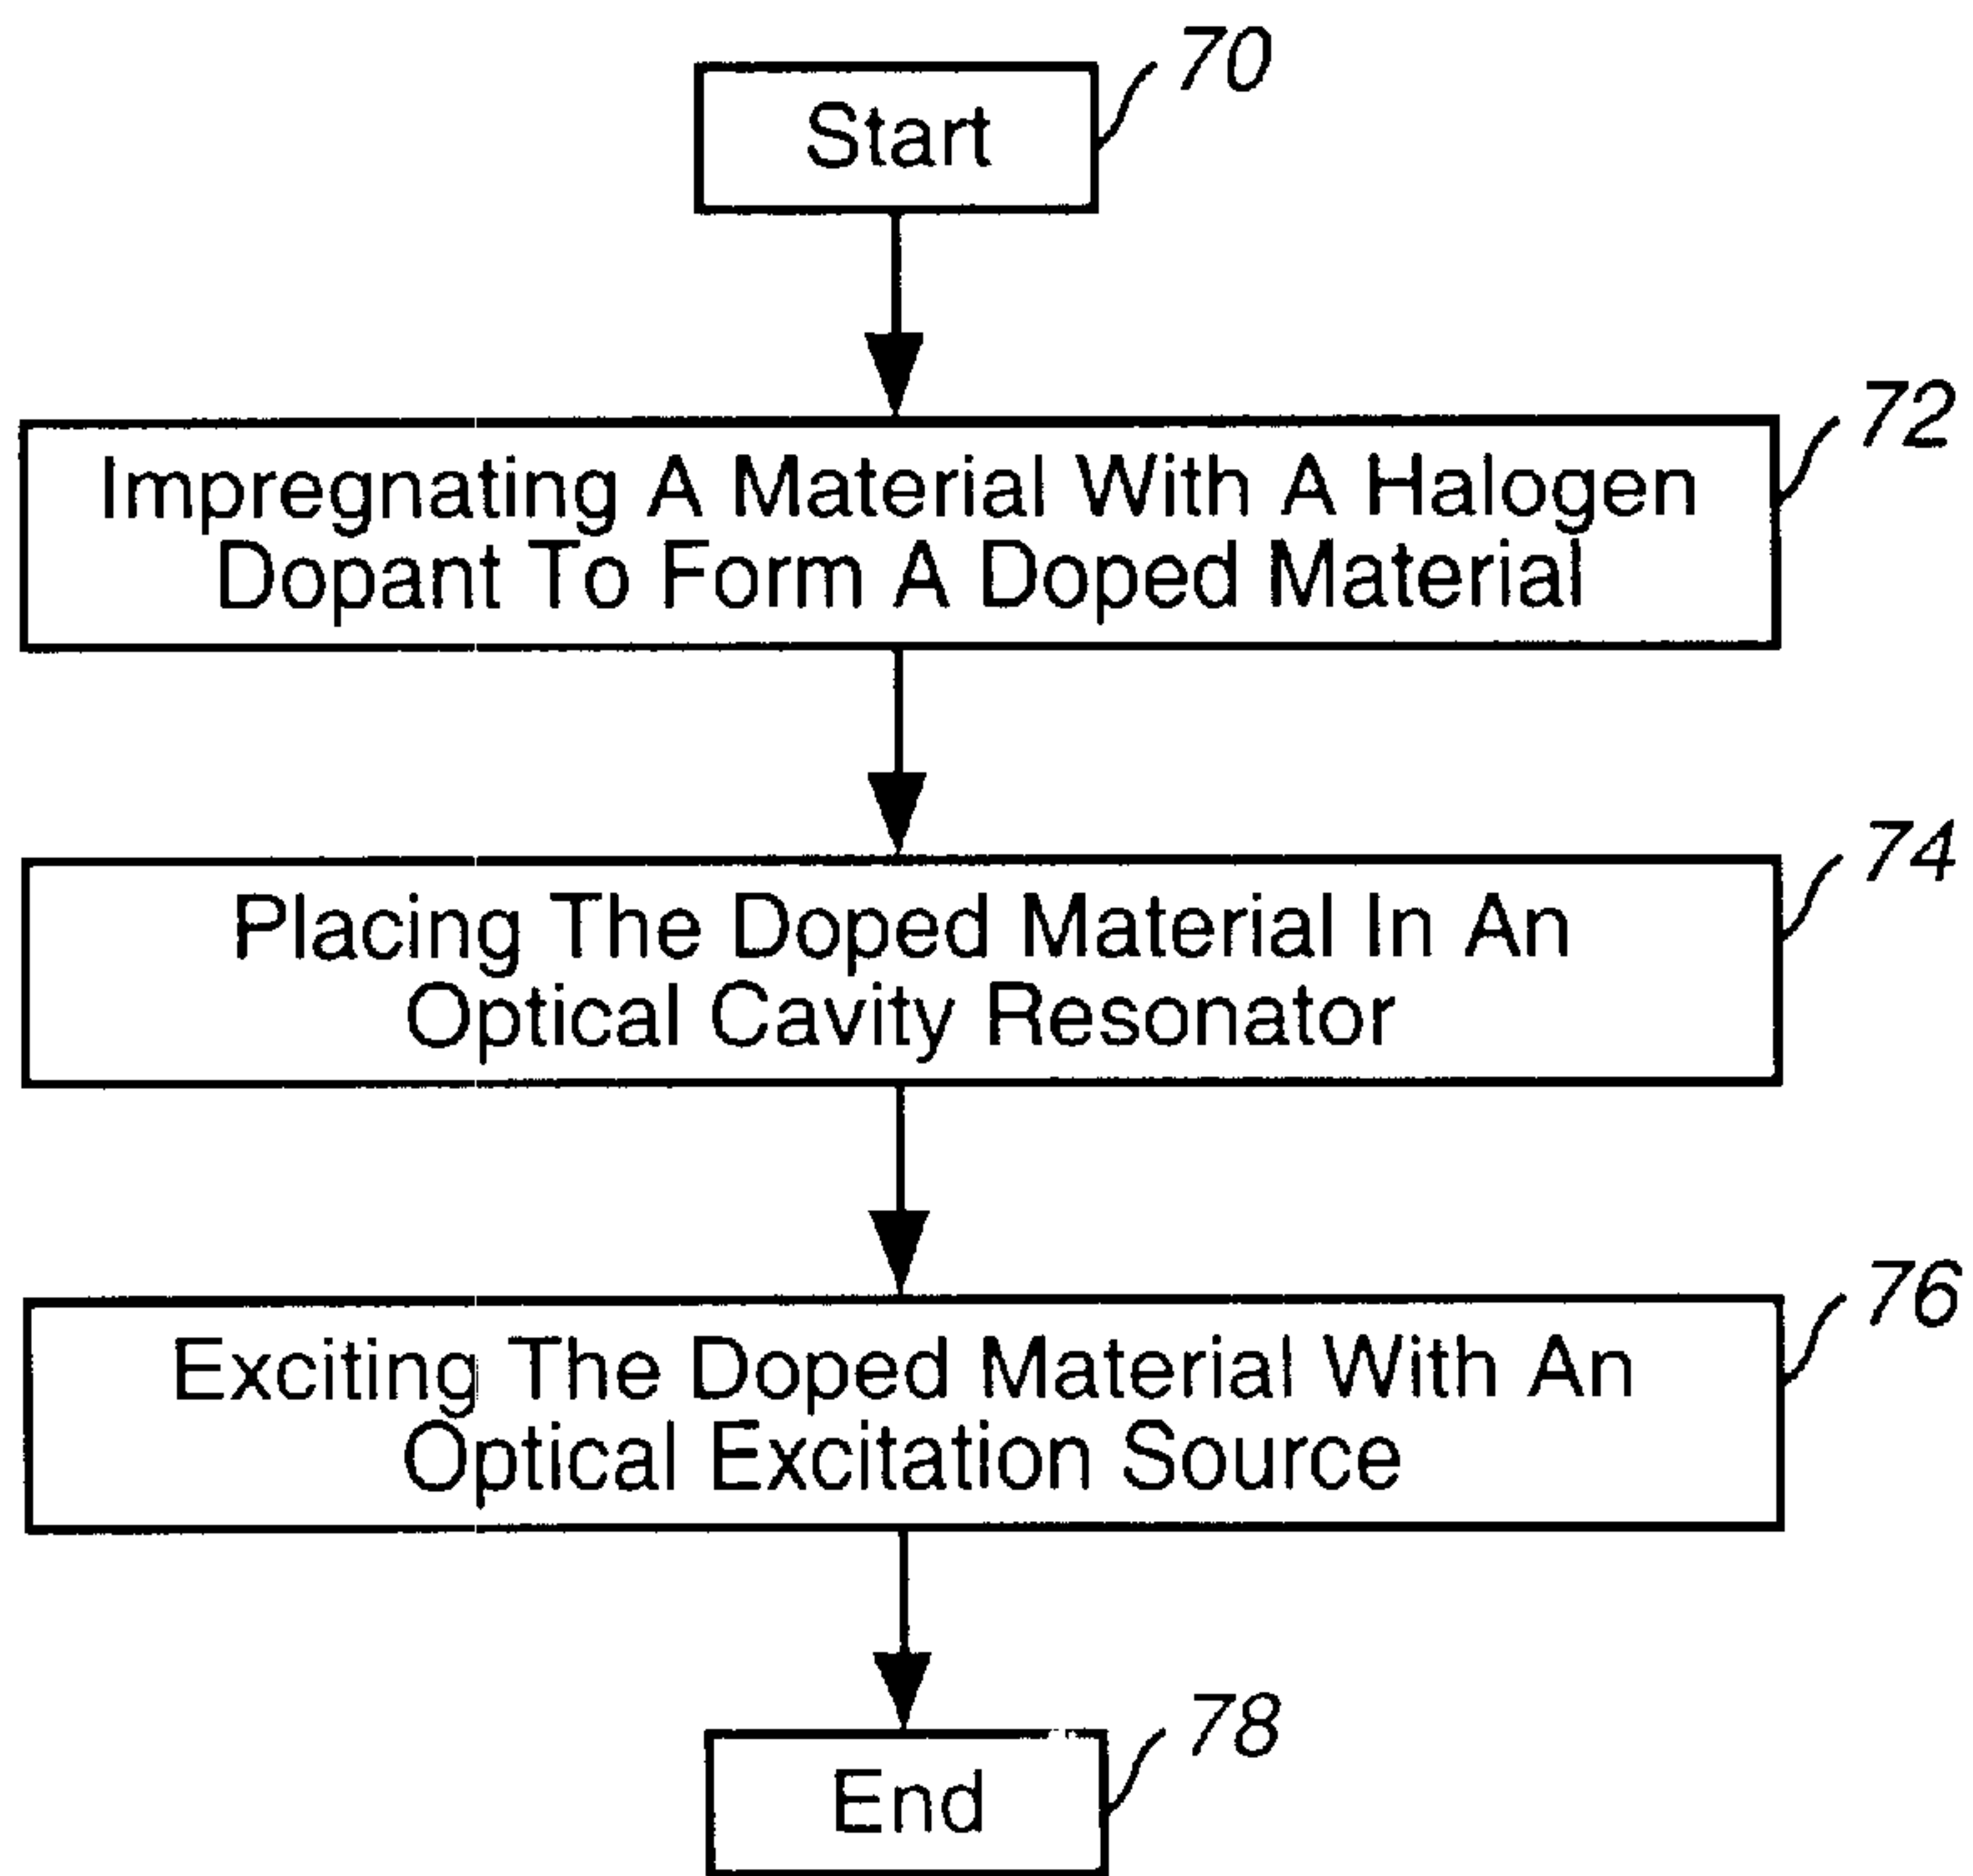 70
Start
72
Impregnating A Material With A Halogen
Dopant To Form A Doped Material
74
Placing The Doped Material In An
Optical Cavity Resonator
76
Exciting The Doped Material With An
Optical Excitation Source
78
End